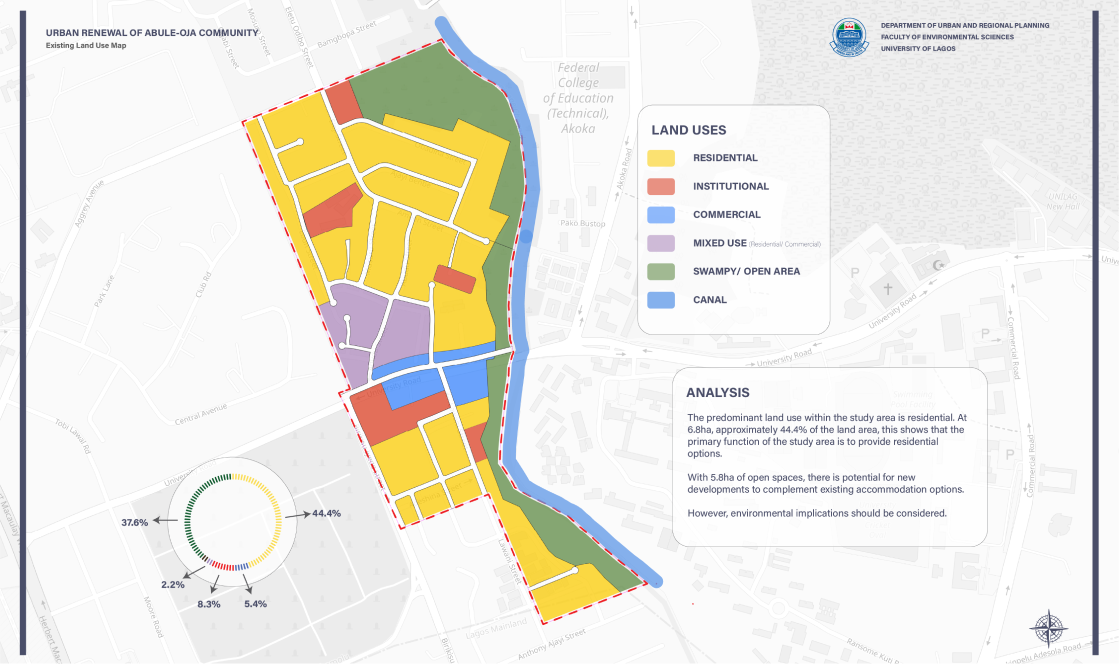 URBAN RENEWAL OF ABULE-OJA COMMUNITY
Existing Land Use Map
DEPARTMENT OF URBAN AND REGIONAL PLANNING
FACULTY OF ENVIRONMENTAL SCIENCES
UNIVERSITY OF LAGOS
Bamgbopa Street
Federal
College
of Education
(Technical),
Akoka
Akoka Road
Aggrey Avenue
Park Lane
Club Rd
Pako Bustop
UNILAG
New Hall
LAND USES
RESIDENTIAL
INSTITUTIONAL
COMMERCIAL
MIXED USE (Residential/ Commercial)
SWAMPY/ OPEN AREA
CANAL
P
University Road
University Road
Commercial Road
P
Central Avenue
Tobi Lawal Rd
ANALYSIS
The predominant land use within the study area is residential. At
6.8ha, approximately 44.4% of the land area, this shows that the
primary function of the study area is to provide residential
options.
With 5.8ha of open spaces, there is potential for new
developments to complement existing accommodation options.
However, environmental implications should be considered.
P
Commercial Road
37.6%
44.4%
2.2%
8.3%
5.4%
Moore Road
Lagos Mainland
Anthony Ajayi Street